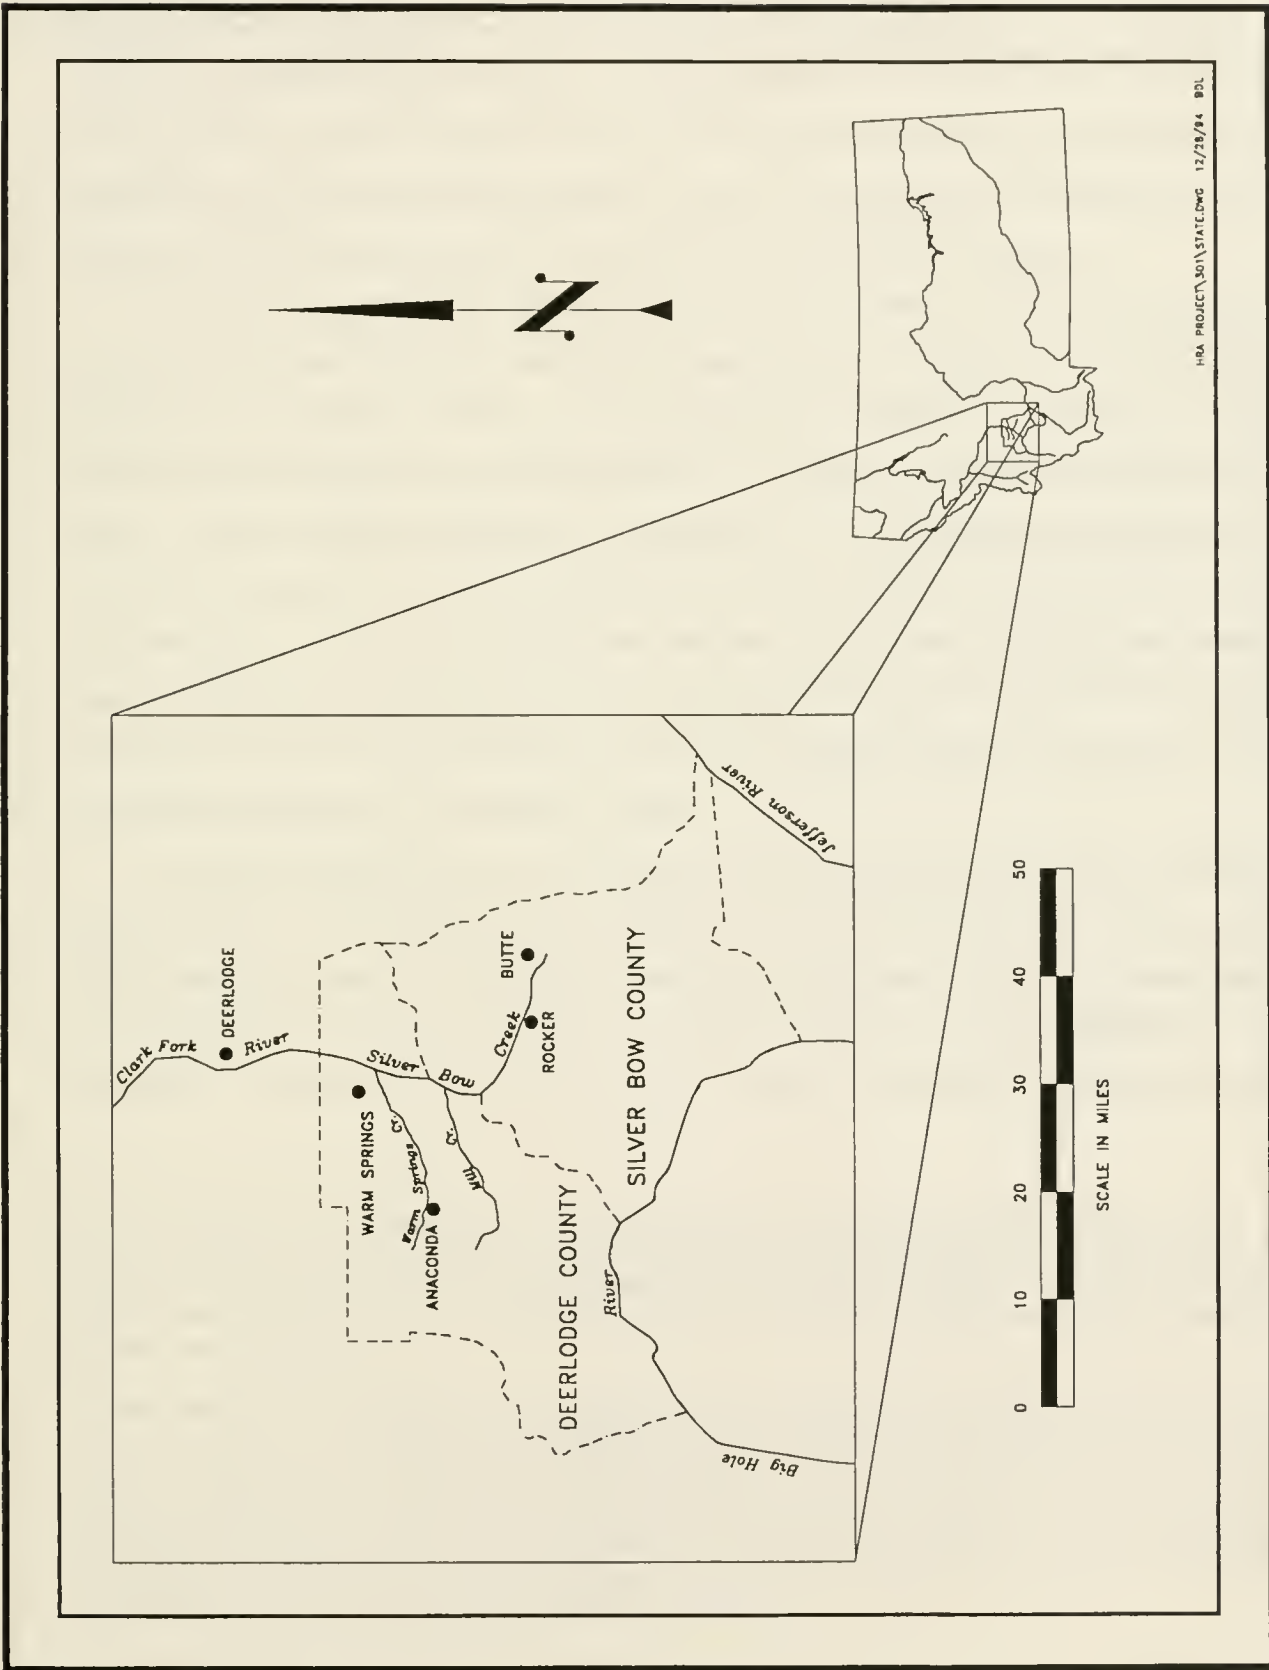 Clark Fork River
DEERLODGE
WARM SPRINGS
Silver Bow Creek
Warm Springs Cr.
Mill Cr.
ANACONDA
BUTTE
ROCKER
DEERLODGE COUNTY
SILVER BOW COUNTY
Big Hole River
Jefferson River
N
0 10 20 30 40 50
SCALE IN MILES
HRA PROJECT\301\STATE.DWG 12/28/94 BDL